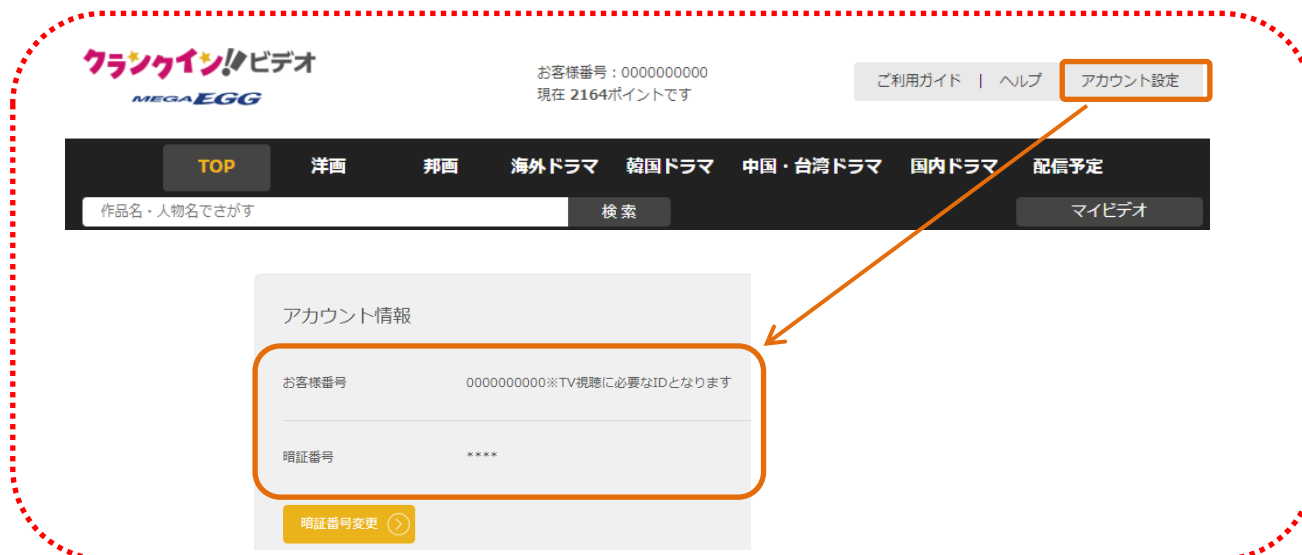 クランクイン!!ビデオ
MEGA EGG
お客様番号：0000000000
現在 2164ポイントです
ご利用ガイド | ヘルプ アカウント設定
TOP 洋画 邦画 海外ドラマ 韓国ドラマ 中国・台湾ドラマ 国内ドラマ 配信予定
作品名・人物名でさがす 検 索 マイビデオ
アカウント情報
お客様番号 0000000000※TV視聴に必要なIDとなります
暗証番号 ****
暗証番号変更